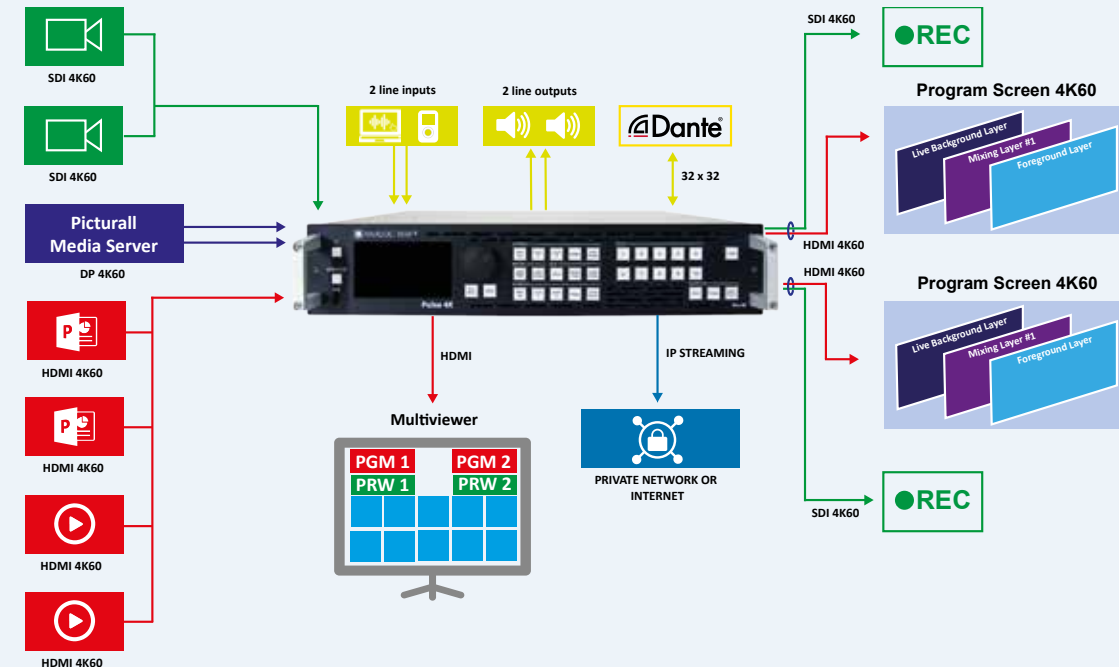 SDI 4K60
SDI 4K60
Picturall
Media Server
DP 4K60
HDMI 4K60
HDMI 4K60
HDMI 4K60
HDMI 4K60
2 line inputs
2 line outputs
Dante
32 x 32
Pulse 4K
HDMI
IP STREAMING
Multiviewer
PGM 1
PGM 2
PRW 1
PRW 2
PRIVATE NETWORK OR
INTERNET
SDI 4K60
REC
Program Screen 4K60
Live Background Layer
Mixing Layer #1
Foreground Layer
HDMI 4K60
HDMI 4K60
Program Screen 4K60
Live Background Layer
Mixing Layer #1
Foreground Layer
SDI 4K60
REC